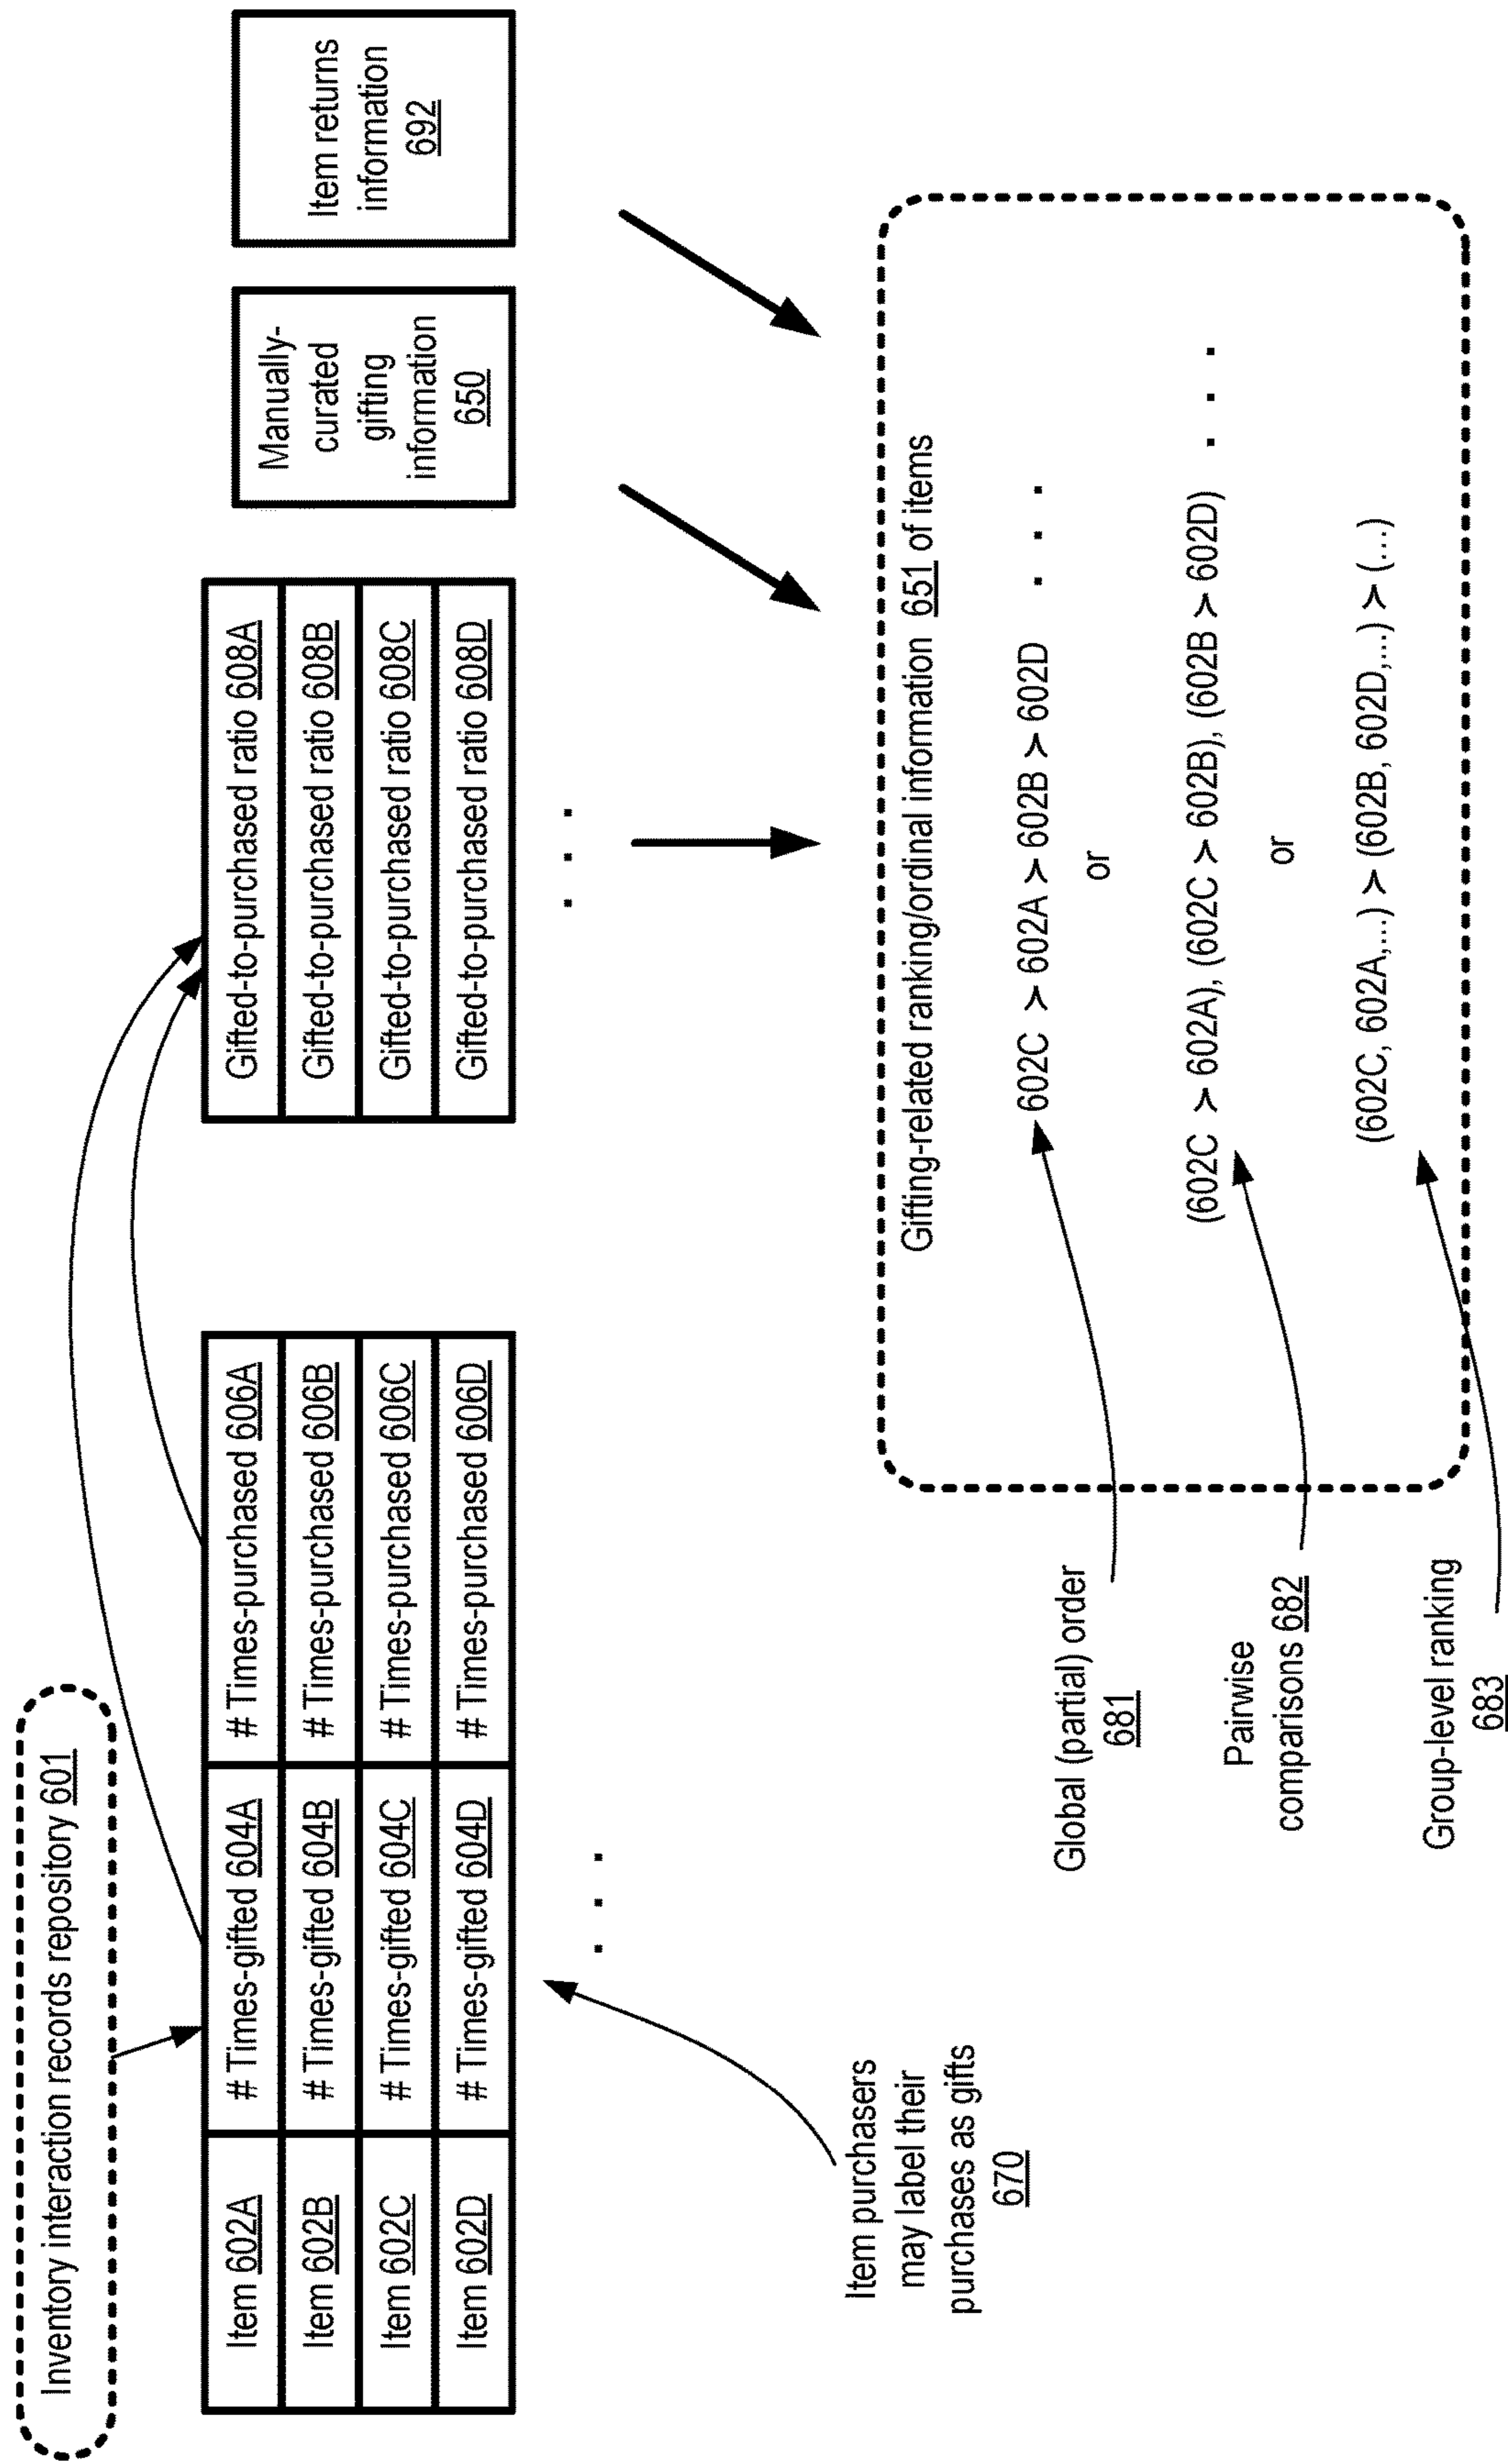 Inventory interaction records repository 601
Item 602A # Times-gifted 604A # Times-purchased 606A
Item 602B # Times-gifted 604B # Times-purchased 606B
Item 602C # Times-gifted 604C # Times-purchased 606C
Item 602D # Times-gifted 604D # Times-purchased 606D
. . .
Gifted-to-purchased ratio 608A
Gifted-to-purchased ratio 608B
Gifted-to-purchased ratio 608C
Gifted-to-purchased ratio 608D
. . .
Manually-
curated
gifting
information
650
Item returns
information
692
Item purchasers
may label their
purchases as gifts
670
Gifting-related ranking/ordinal information 651 of items
602C ≻ 602A ≻ 602B ≻ 602D . . .
or
(602C ≻ 602A), (602C ≻ 602B), (602B ≻ 602D) . . .
or
(602C, 602A,...) ≻ (602B, 602D,...) ≻ (...)
Global (partial) order
681
Pairwise
comparisons 682
Group-level ranking
683